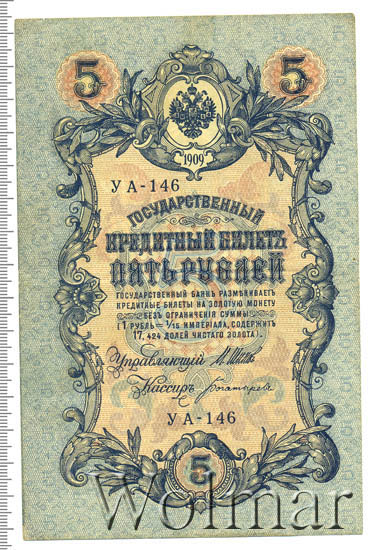 5 5
1909
УА-146
ГОСУДАРСТВЕННЫЙ
КРЕДИТНЫЙ БИЛЕТЪ
ПЯТЬ РУБЛЕЙ
ГОСУДАРСТВЕННЫЙ БАНКЪ РАЗМѢНИВАЕТЪ
КРЕДИТНЫЕ БИЛЕТЫ НА ЗОЛОТУЮ МОНЕТУ
БЕЗЪ ОГРАНИЧЕНІЯ СУММЫ
(1 РУБЛЬ = 1/15 ИМПЕРІАЛА, СОДЕРЖИТЪ
17,424 ДОЛЕЙ ЧИСТАГО ЗОЛОТА).
Управляющій
Кассиръ
УА-146
5
Wolmar